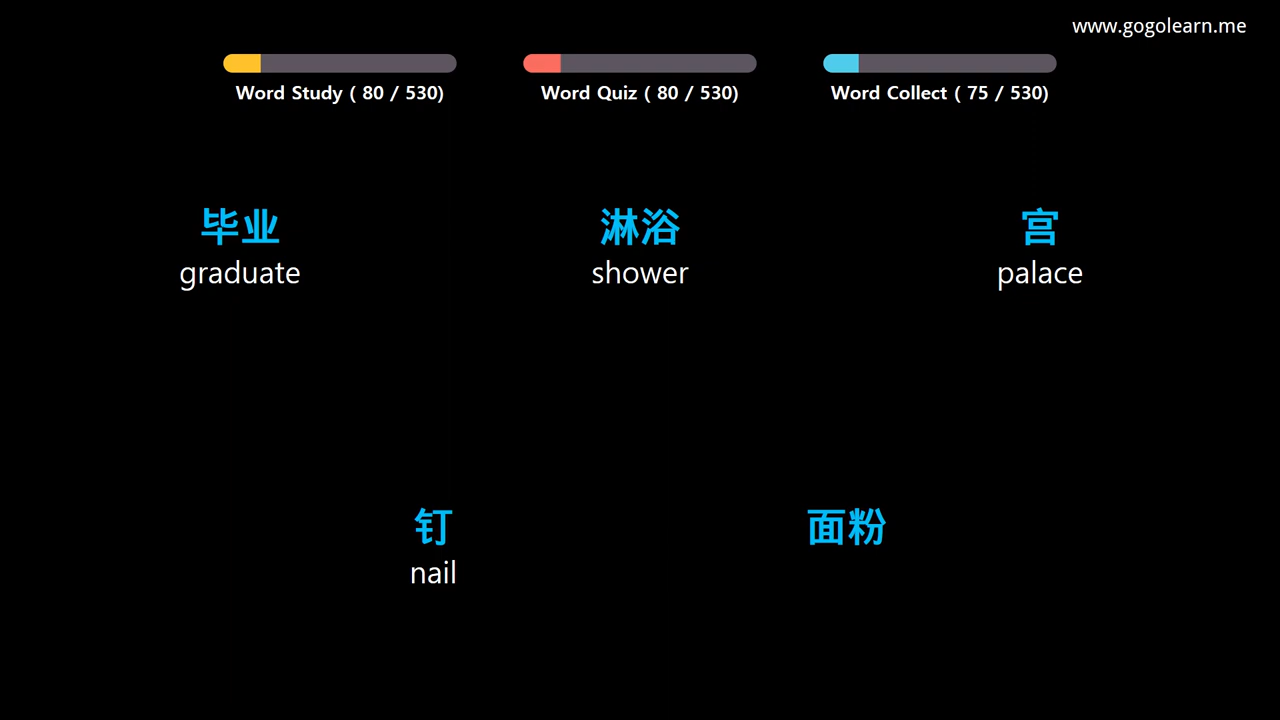 www.gogolearn.me
Word Study ( 80 / 530)
Word Quiz ( 80 / 530)
Word Collect ( 75 / 530)
毕业
graduate
淋浴
shower
宫
palace
钉
nail
面粉